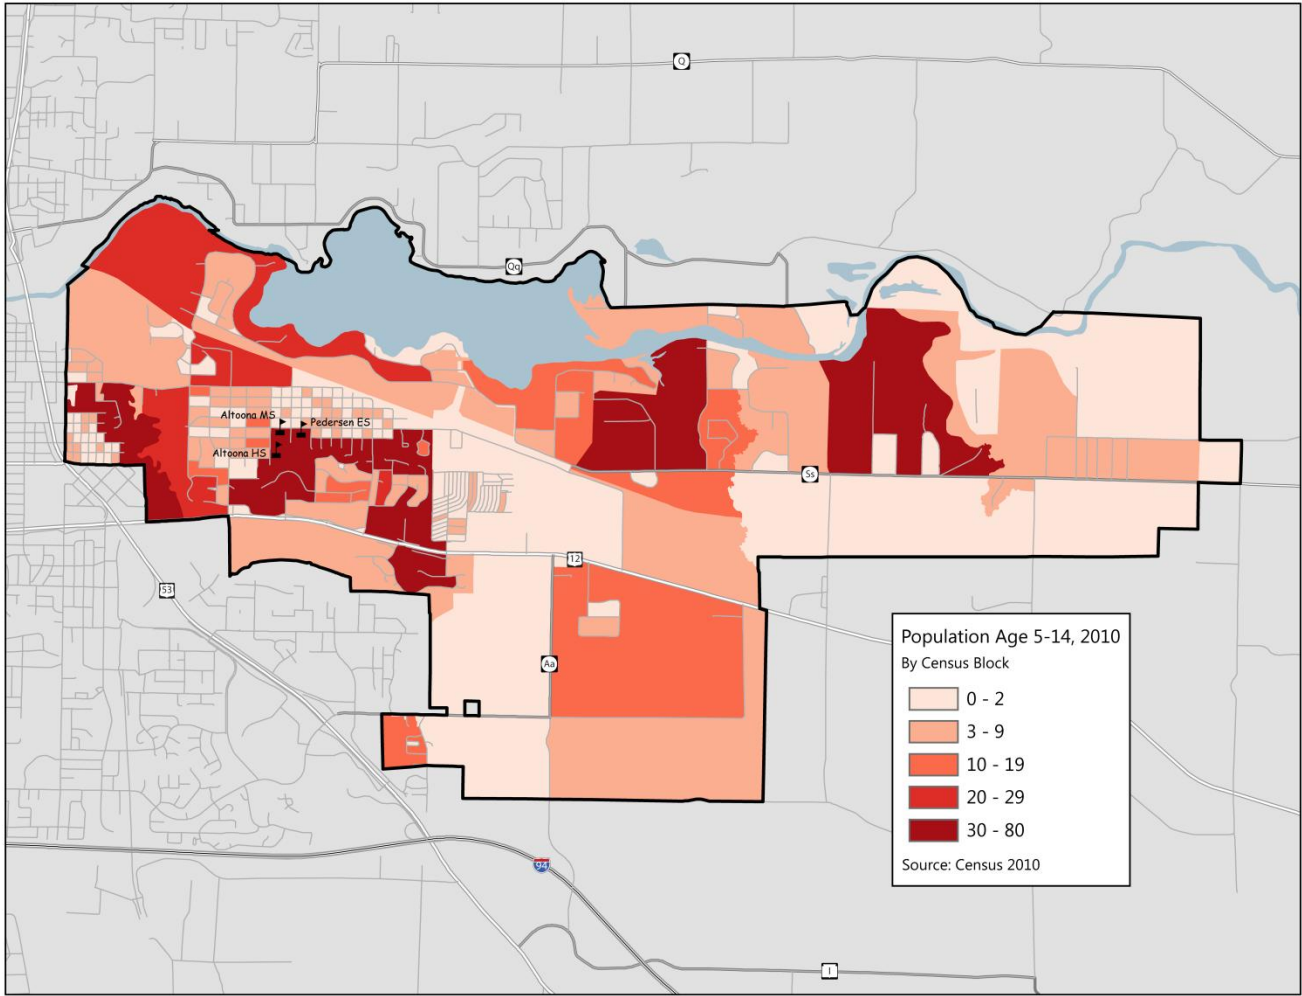 Q
Qq
Altoona MS
Pedersen ES
Altoona HS
Ss
12
53
Aa
Population Age 5-14, 2010
By Census Block
0 - 2
3 - 9
10 - 19
20 - 29
30 - 80
Source: Census 2010
94
I